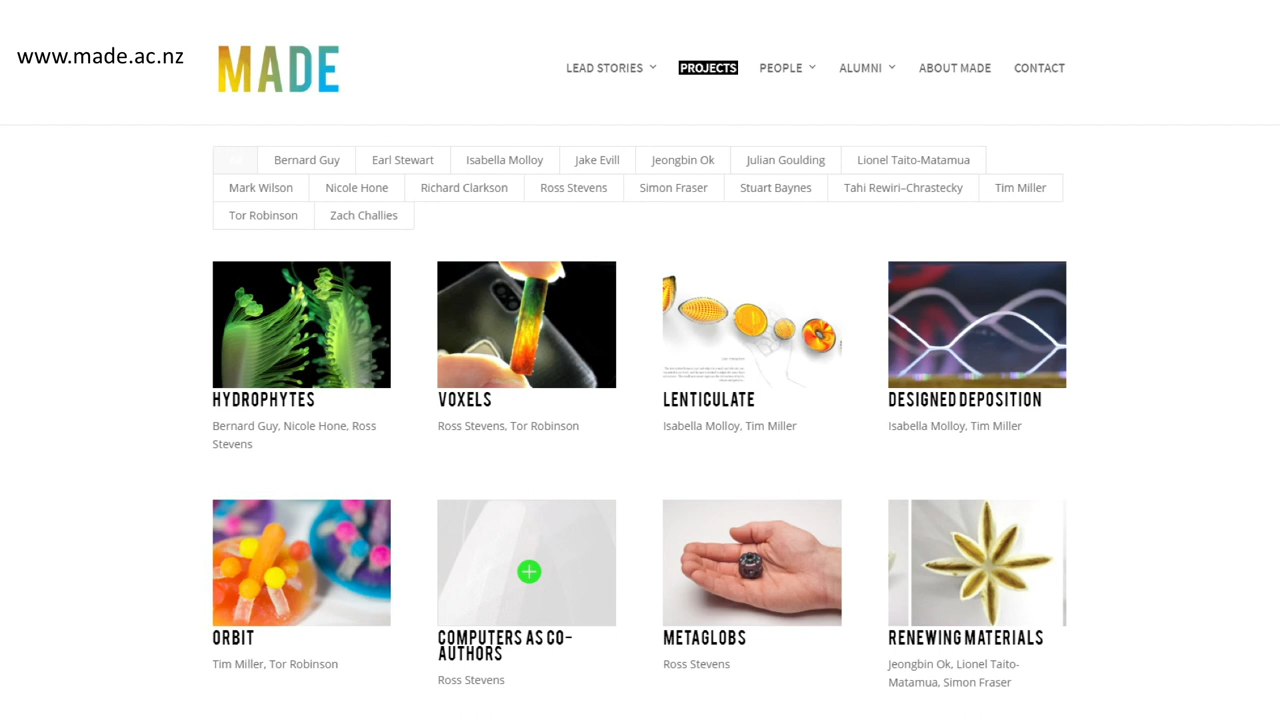 www.made.ac.nz
MADE
LEAD STORIES PROJECTS PEOPLE ALUMNI ABOUT MADE CONTACT
Bernard Guy Earl Stewart Isabella Molloy Jake Evill Jeongbin Ok Julian Goulding Lionel Taito-Matamua
Mark Wilson Nicole Hone Richard Clarkson Ross Stevens Simon Fraser Stuart Baynes Tahi Rewiri–Chrastecky Tim Miller
Tor Robinson Zach Challies
HYDROPHYTES
Bernard Guy, Nicole Hone, Ross
Stevens
VOXELS
Ross Stevens, Tor Robinson
LENTICULATE
Isabella Molloy, Tim Miller
DESIGNED DEPOSITION
Isabella Molloy, Tim Miller
ORBIT
Tim Miller, Tor Robinson
COMPUTERS AS CO-
AUTHORS
Ross Stevens
METAGLOBS
Ross Stevens
RENEWING MATERIALS
Jeongbin Ok, Lionel Taito-
Matamua, Simon Fraser